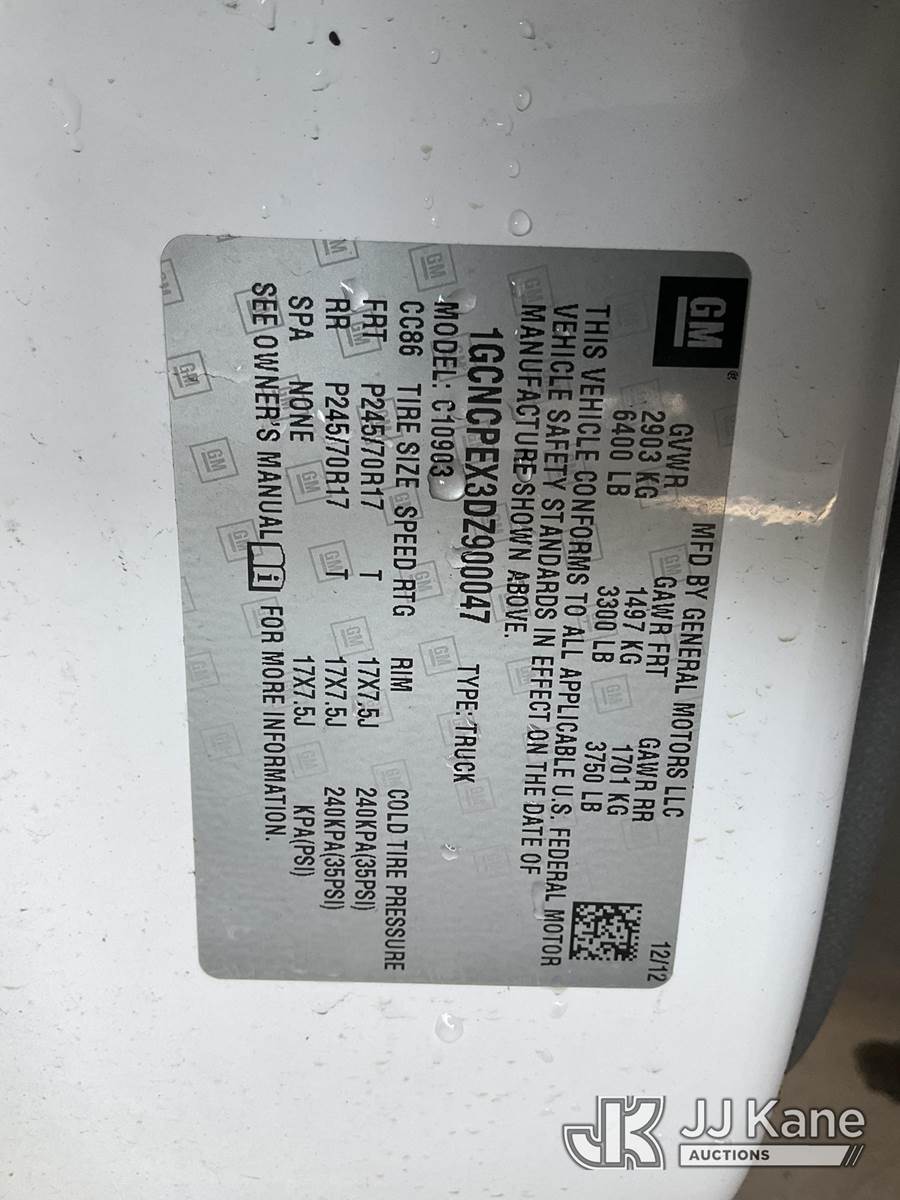 GM®
MFD BY GENERAL MOTORS LLC 12/12
GVWR GAWR FRT GAWR RR
2903 KG 1497 KG 1701 KG
6400 LB 3300 LB 3750 LB
THIS VEHICLE CONFORMS TO ALL APPLICABLE U.S. FEDERAL MOTOR
VEHICLE SAFETY STANDARDS IN EFFECT ON THE DATE OF
MANUFACTURE SHOWN ABOVE.
1GCNCPEX3DZ900047 TYPE: TRUCK
MODEL: C10903
CC86 TIRE SIZE SPEED RTG RIM COLD TIRE PRESSURE
FRT P245/70R17 T 17X7.5J 240KPA(35PSI)
RR P245/70R17 T 17X7.5J 240KPA(35PSI)
SPA NONE 17X7.5J KPA(PSI)
SEE OWNER'S MANUAL i FOR MORE INFORMATION.
JK JJ Kane
AUCTIONS